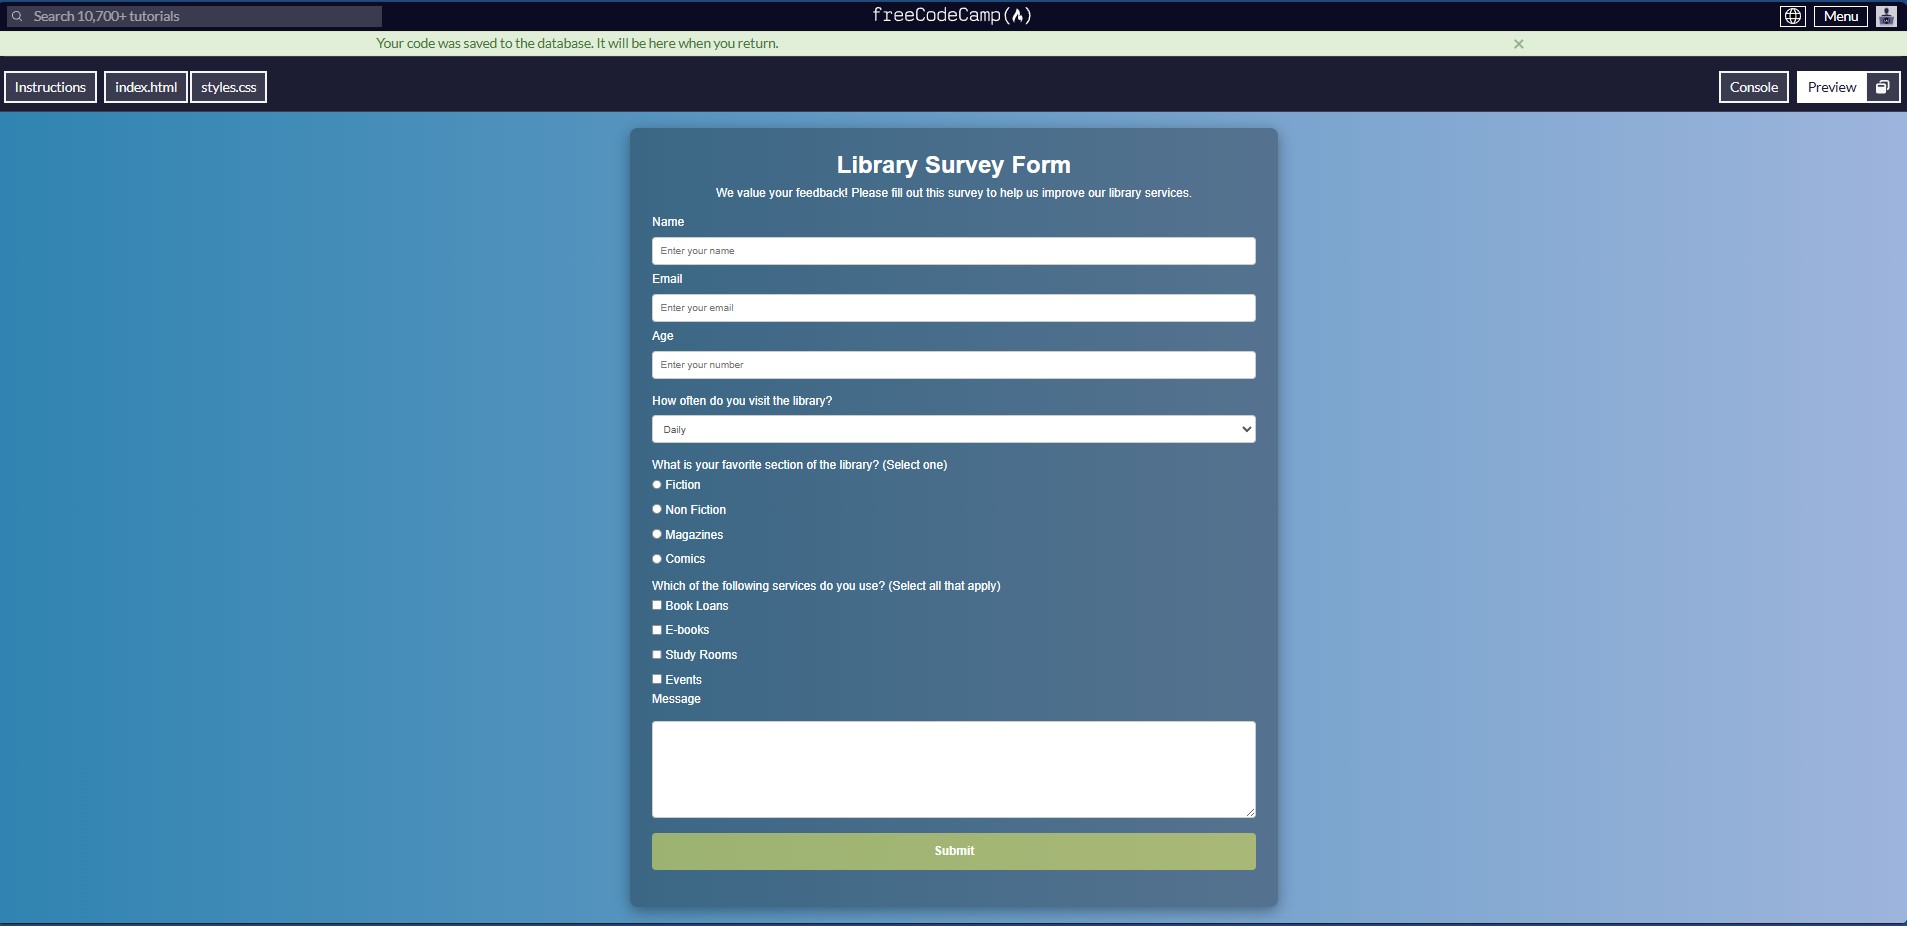 Search 10,700+ tutorials
freeCodeCamp
Menu
Your code was saved to the database. It will be here when you return.
×
Instructions
index.html
styles.css
Console
Preview
Library Survey Form
We value your feedback! Please fill out this survey to help us improve our library services.
Name
Enter your name
Email
Enter your email
Age
Enter your number
How often do you visit the library?
Daily
What is your favorite section of the library? (Select one)
Fiction
Non Fiction
Magazines
Comics
Which of the following services do you use? (Select all that apply)
Book Loans
E-books
Study Rooms
Events
Message
Submit